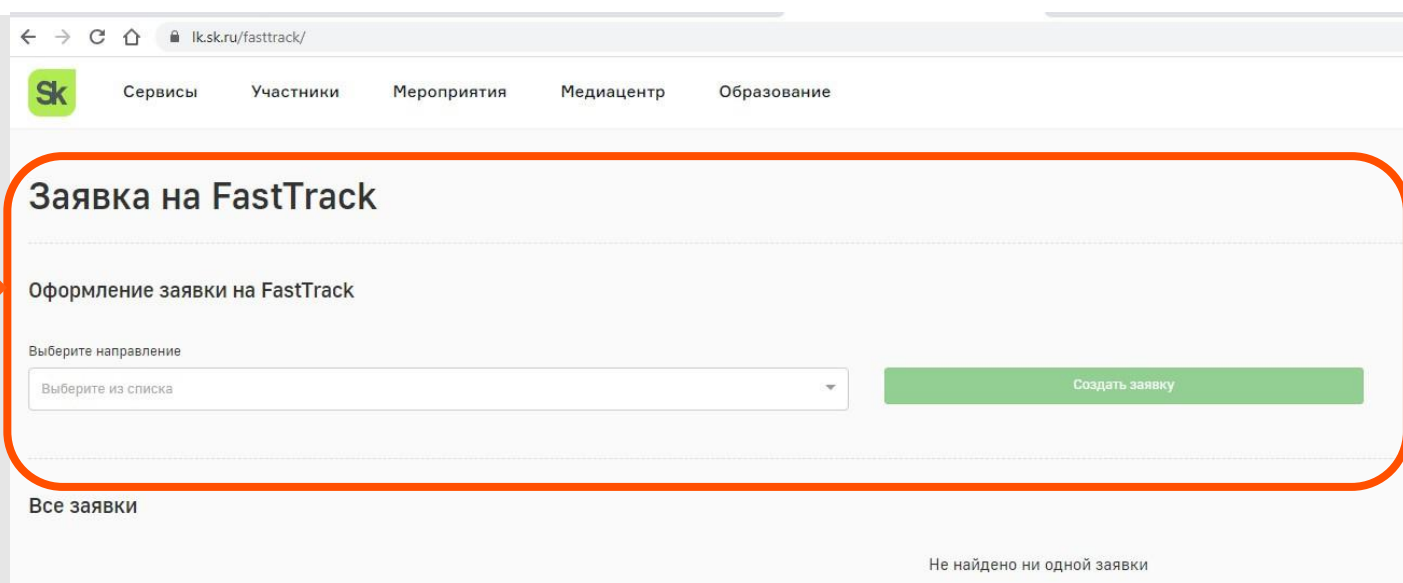 lk.sk.ru/fasttrack/
Sk Сервисы Участники Мероприятия Медиацентр Образование
Заявка на FastTrack
Оформление заявки на FastTrack
Выберите направление
Выберите из списка Создать заявку
Все заявки
Не найдено ни одной заявки